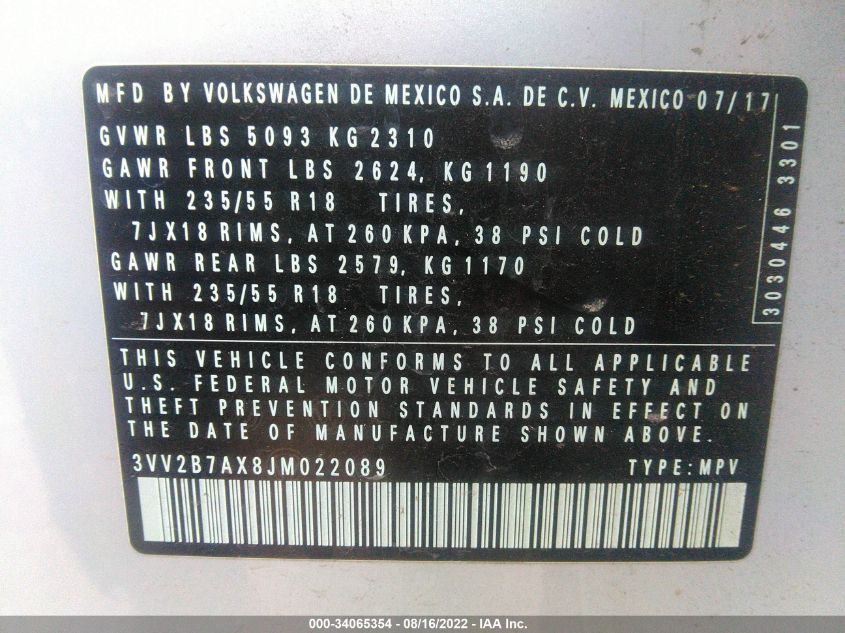 MFD BY VOLKSWAGEN DE MEXICO S.A. DE C.V. MEXICO 07/17
GVWR LBS 5093 KG 2310
GAWR FRONT LBS 2624, KG 1190
WITH 235/55 R18 TIRES,
7JX18 RIMS, AT 260 KPA, 38 PSI COLD
GAWR REAR LBS 2579, KG 1170
WITH 235/55 R18 TIRES,
7JX18 RIMS, AT 260 KPA, 38 PSI COLD
3030446 3301
THIS VEHICLE CONFORMS TO ALL APPLICABLE
U.S. FEDERAL MOTOR VEHICLE SAFETY AND
THEFT PREVENTION STANDARDS IN EFFECT ON
THE DATE OF MANUFACTURE SHOWN ABOVE.
3VV2B7AX8JM022089 TYPE: MPV
000-34065354 - 08/16/2022 - IAA Inc.